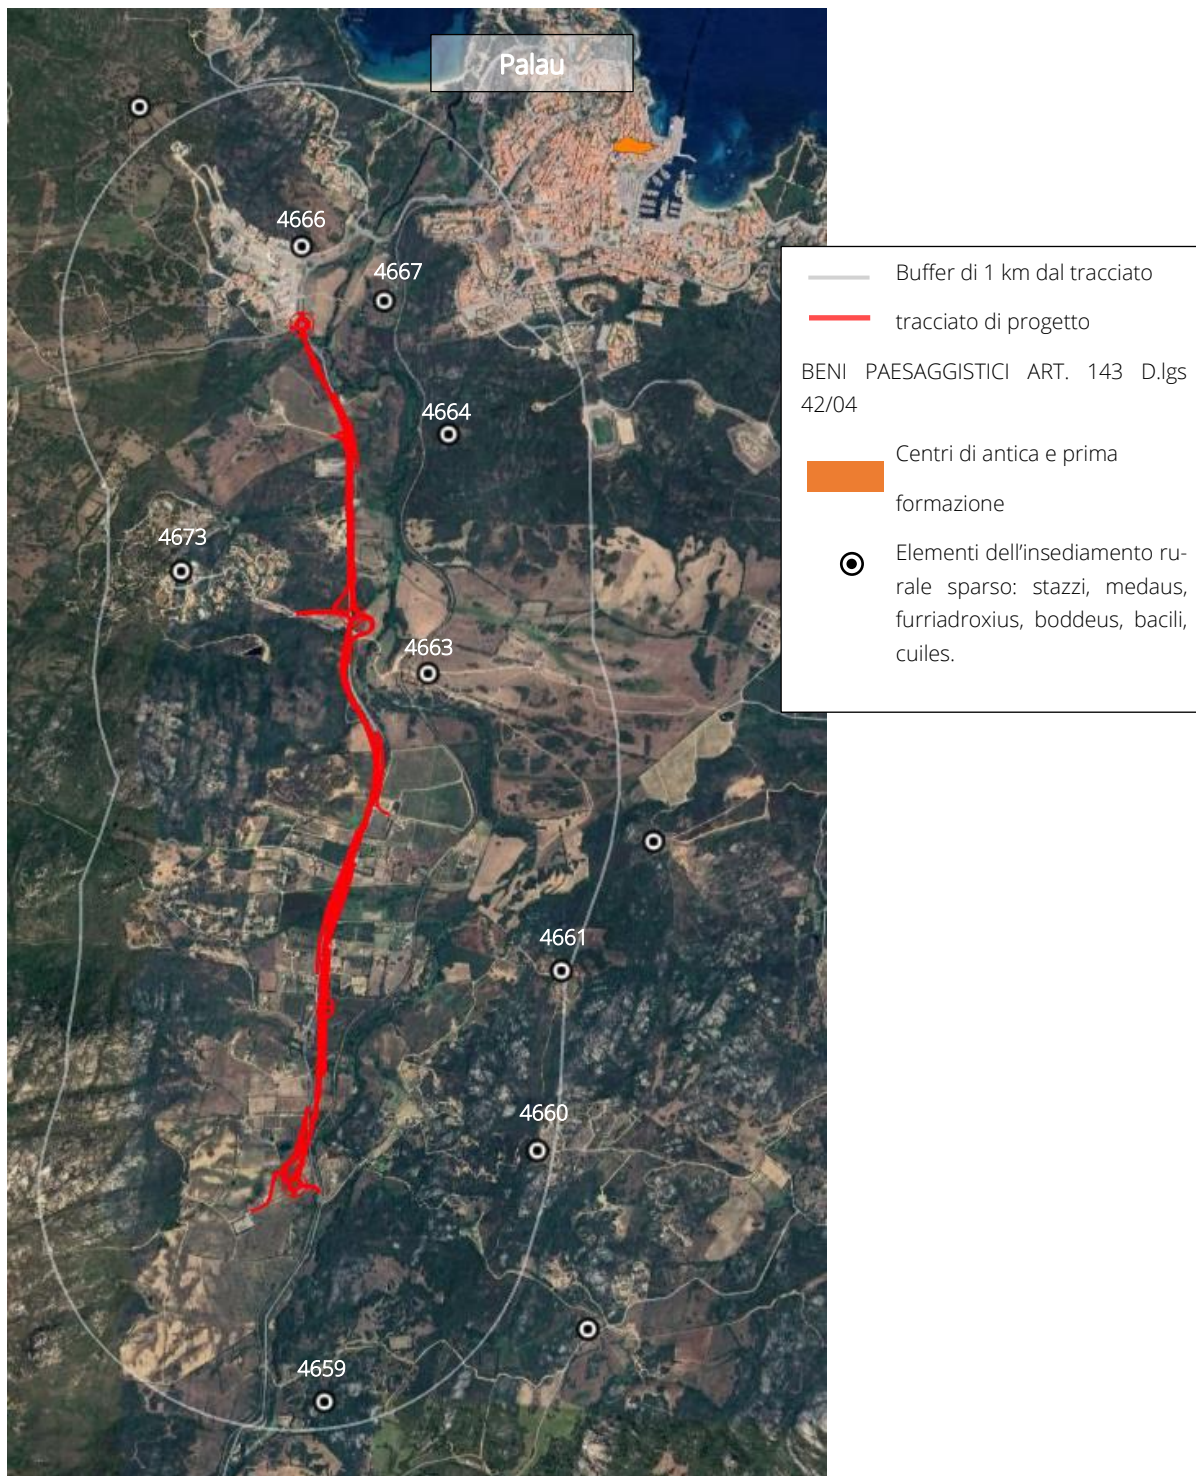 Palau
4666
4667
4664
4673
4663
4661
4660
4659
Buffer di 1 km dal tracciato
tracciato di progetto
BENI PAESAGGISTICI ART. 143 D.lgs
42/04
Centri di antica e prima
formazione
Elementi dell’insediamento ru-
rale sparso: stazzi, medaus,
furriadroxius, boddeus, bacili,
cuiles.